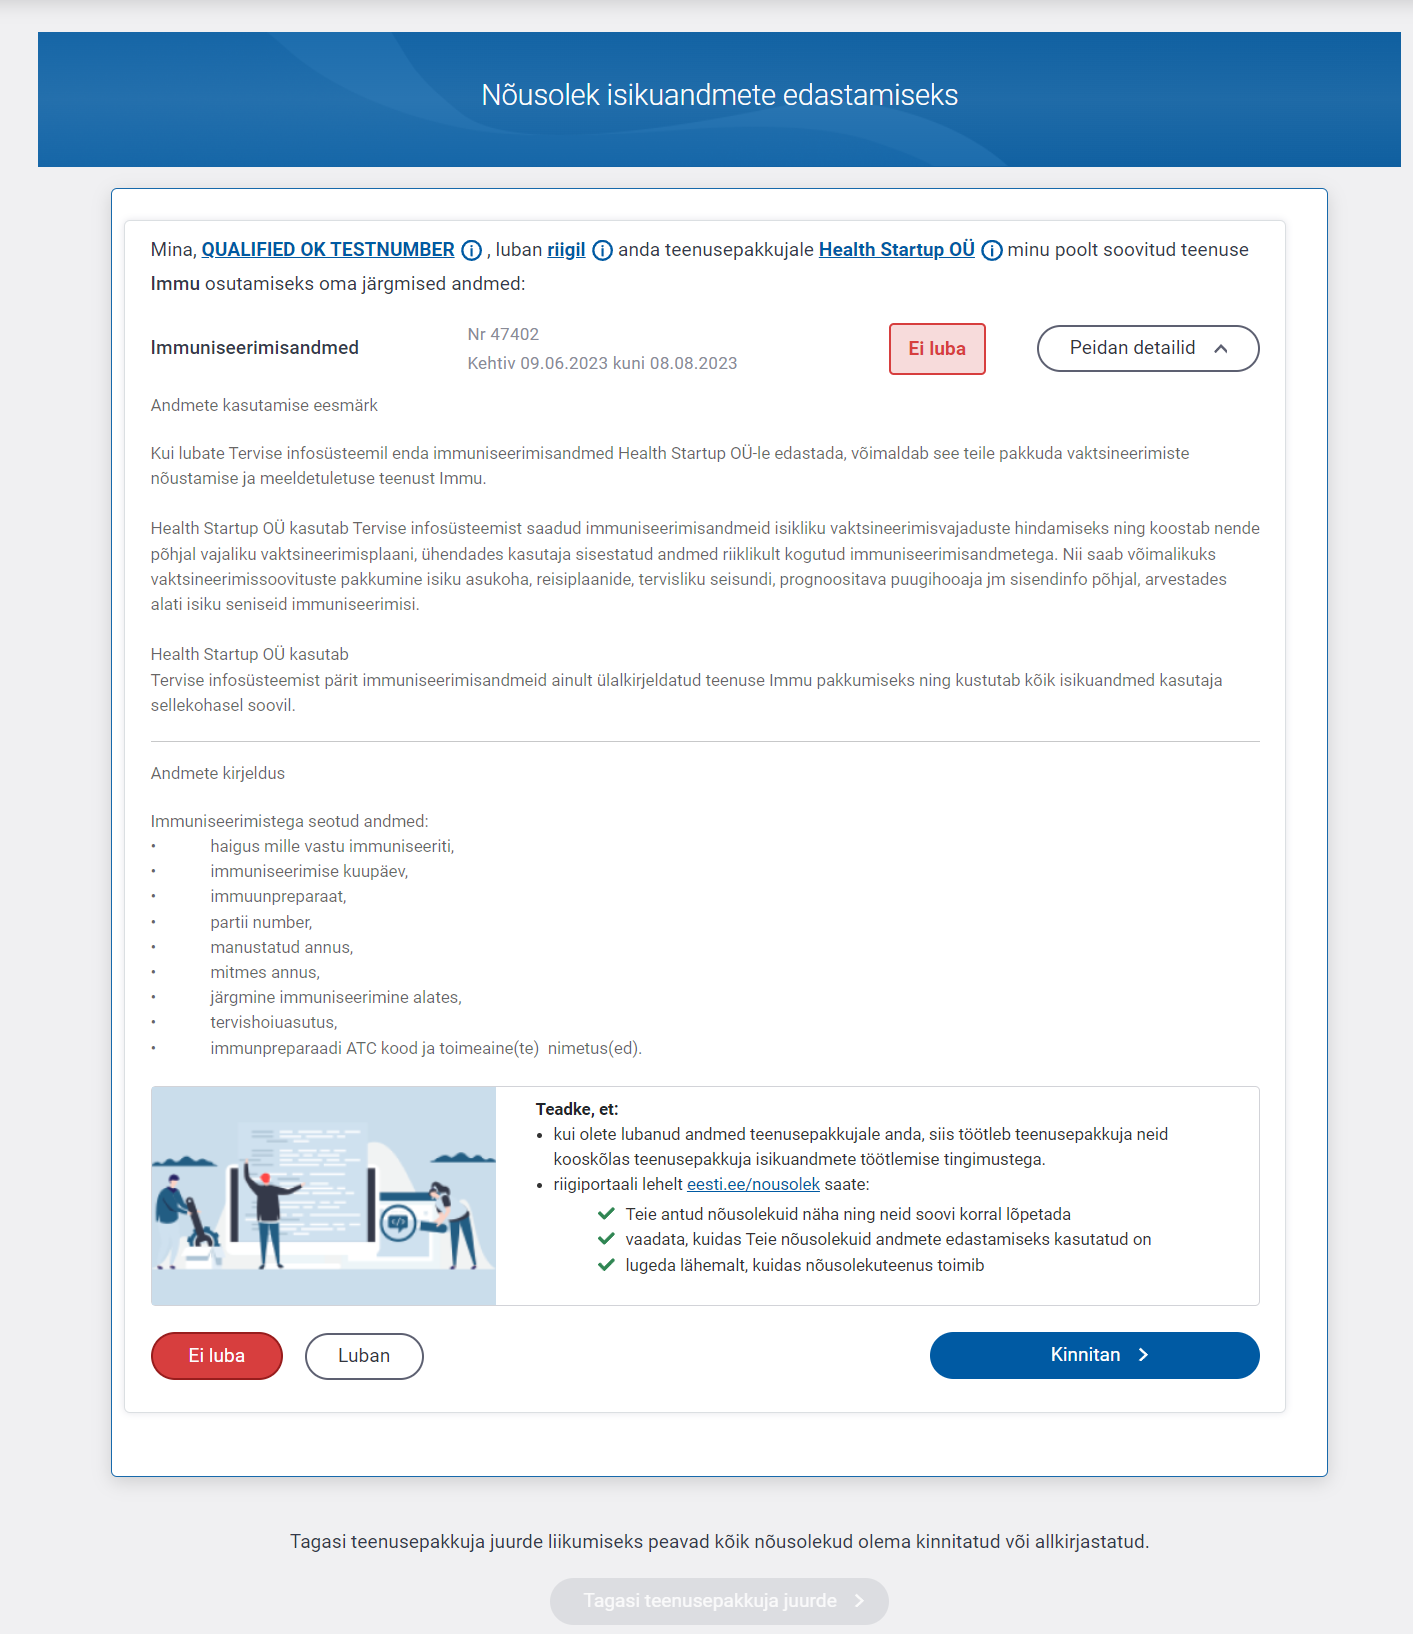 Nõusolek isikuandmete edastamiseks
Mina, QUALIFIED OK TESTNUMBER , luban riigil anda teenusepakkujale Health Startup OÜ minu poolt soovitud teenuse
Immu osutamiseks oma järgmised andmed:
Immuniseerimisandmed
Nr 47402
Kehtiv 09.06.2023 kuni 08.08.2023
Ei luba
Peidan detailid
Andmete kasutamise eesmärk
Kui lubate Tervise infosüsteemil enda immuniseerimisandmed Health Startup OÜ-le edastada, võimaldab see teile pakkuda vaktsineerimiste
nõustamise ja meeldetuletuse teenust Immu.
Health Startup OÜ kasutab Tervise infosüsteemist saadud immuniseerimisandmeid isikliku vaktsineerimisvajaduste hindamiseks ning koostab nende
põhjal vajaliku vaktsineerimisplaani, ühendades kasutaja sisestatud andmed riiklikult kogutud immuniseerimisandmetega. Nii saab võimalikuks
vaktsineerimissoovituste pakkumine isiku asukoha, reisiplaanide, tervisliku seisundi, prognoositava puugihooaja jm sisendinfo põhjal, arvestades
alati isiku seniseid immuniseerimisi.
Health Startup OÜ kasutab
Tervise infosüsteemist pärit immuniseerimisandmeid ainult ülalkirjeldatud teenuse Immu pakkumiseks ning kustutab kõik isikuandmed kasutaja
sellekohasel soovil.
Andmete kirjeldus
Immuniseerimistega seotud andmed:
• haigus mille vastu immuniseeriti,
• immuniseerimise kuupäev,
• immuunpreparaat,
• partii number,
• manustatud annus,
• mitmes annus,
• järgmine immuniseerimine alates,
• tervishoiuasutus,
• immunpreparaadi ATC kood ja toimeaine(te) nimetus(ed).
Teadke, et:
• kui olete lubanud andmed teenusepakkujale anda, siis töötleb teenusepakkuja neid
kooskõlas teenusepakkuja isikuandmete töötlemise tingimustega.
• riigiportaali lehelt eesti.ee/nousolek saate:
Teie antud nõusolekuid näha ning neid soovi korral lõpetada
vaadata, kuidas Teie nõusolekuid andmete edastamiseks kasutatud on
lugeda lähemalt, kuidas nõusolekuteenus toimib
Ei luba
Luban
Kinnitan
Tagasi teenusepakkuja juurde liikumiseks peavad kõik nõusolekud olema kinnitatud või allkirjastatud.
Tagasi teenusepakkuja juurde